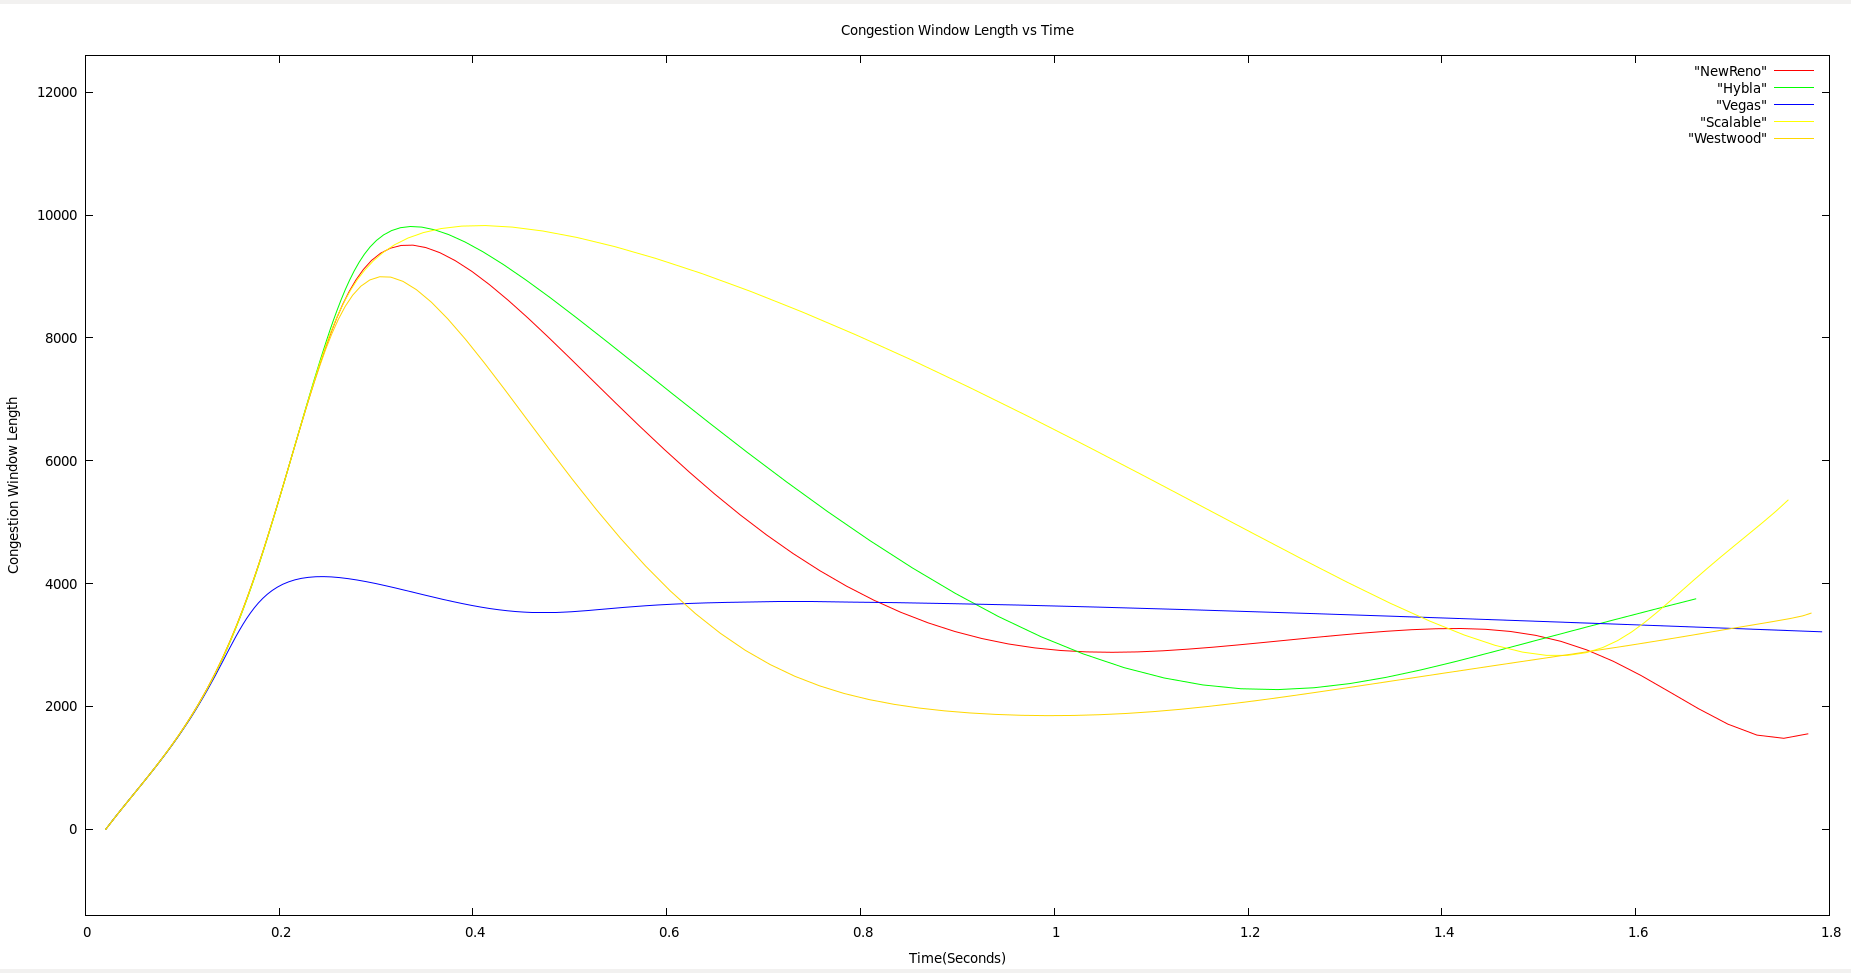 Congestion Window Length vs Time
"NewReno"
"Hybla"
"Vegas"
"Scalable"
"Westwood"
12000
10000
8000
6000
4000
2000
0
Congestion Window Length
0 0.2 0.4 0.6 0.8 1 1.2 1.4 1.6 1.8
Time(Seconds)